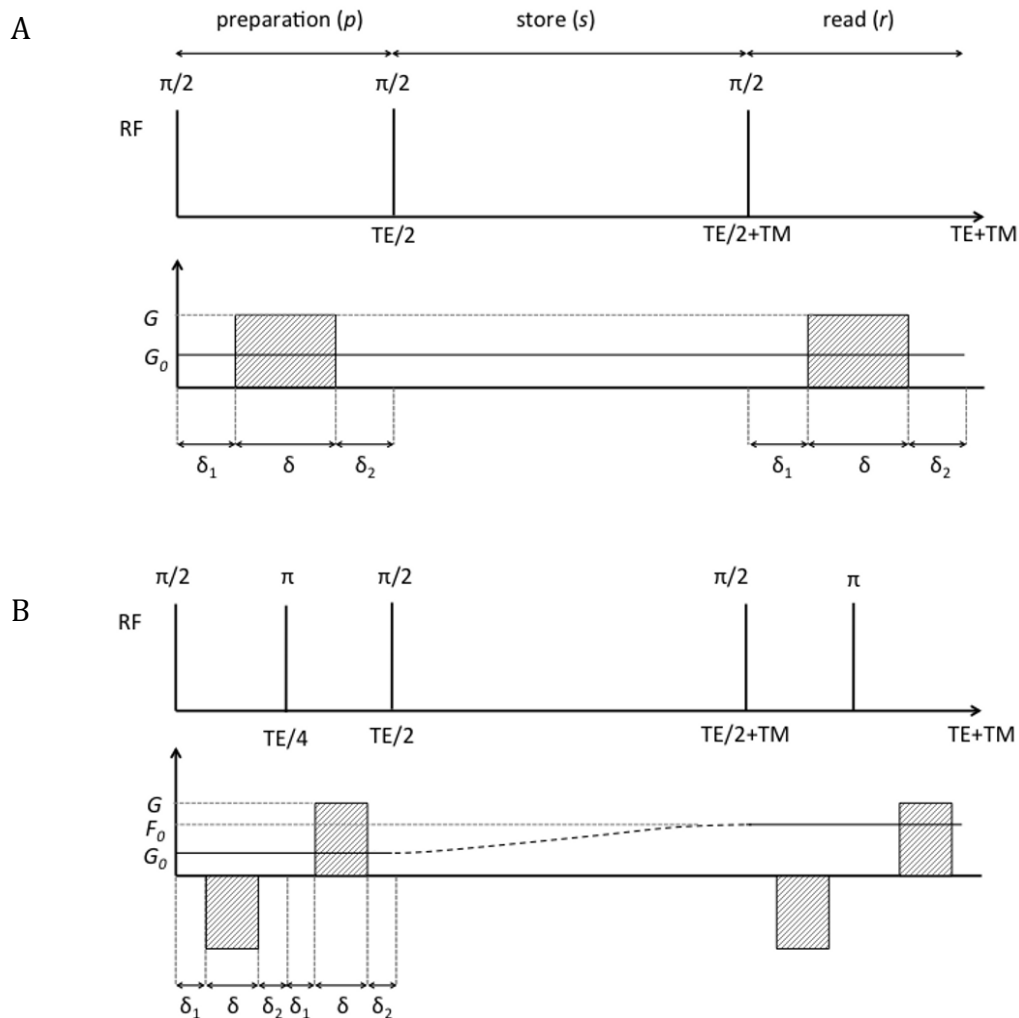 A
preparation (p) store (s) read (r)
π/2 π/2 π/2
RF
TE/2 TE/2+TM TE+TM
G
G₀
δ₁ δ δ₂ δ₁ δ δ₂
π/2 π π/2 π/2 π
B
RF
TE/4 TE/2 TE/2+TM TE+TM
G
F₀
G₀
δ₁ δ δ₂ δ₁ δ δ₂